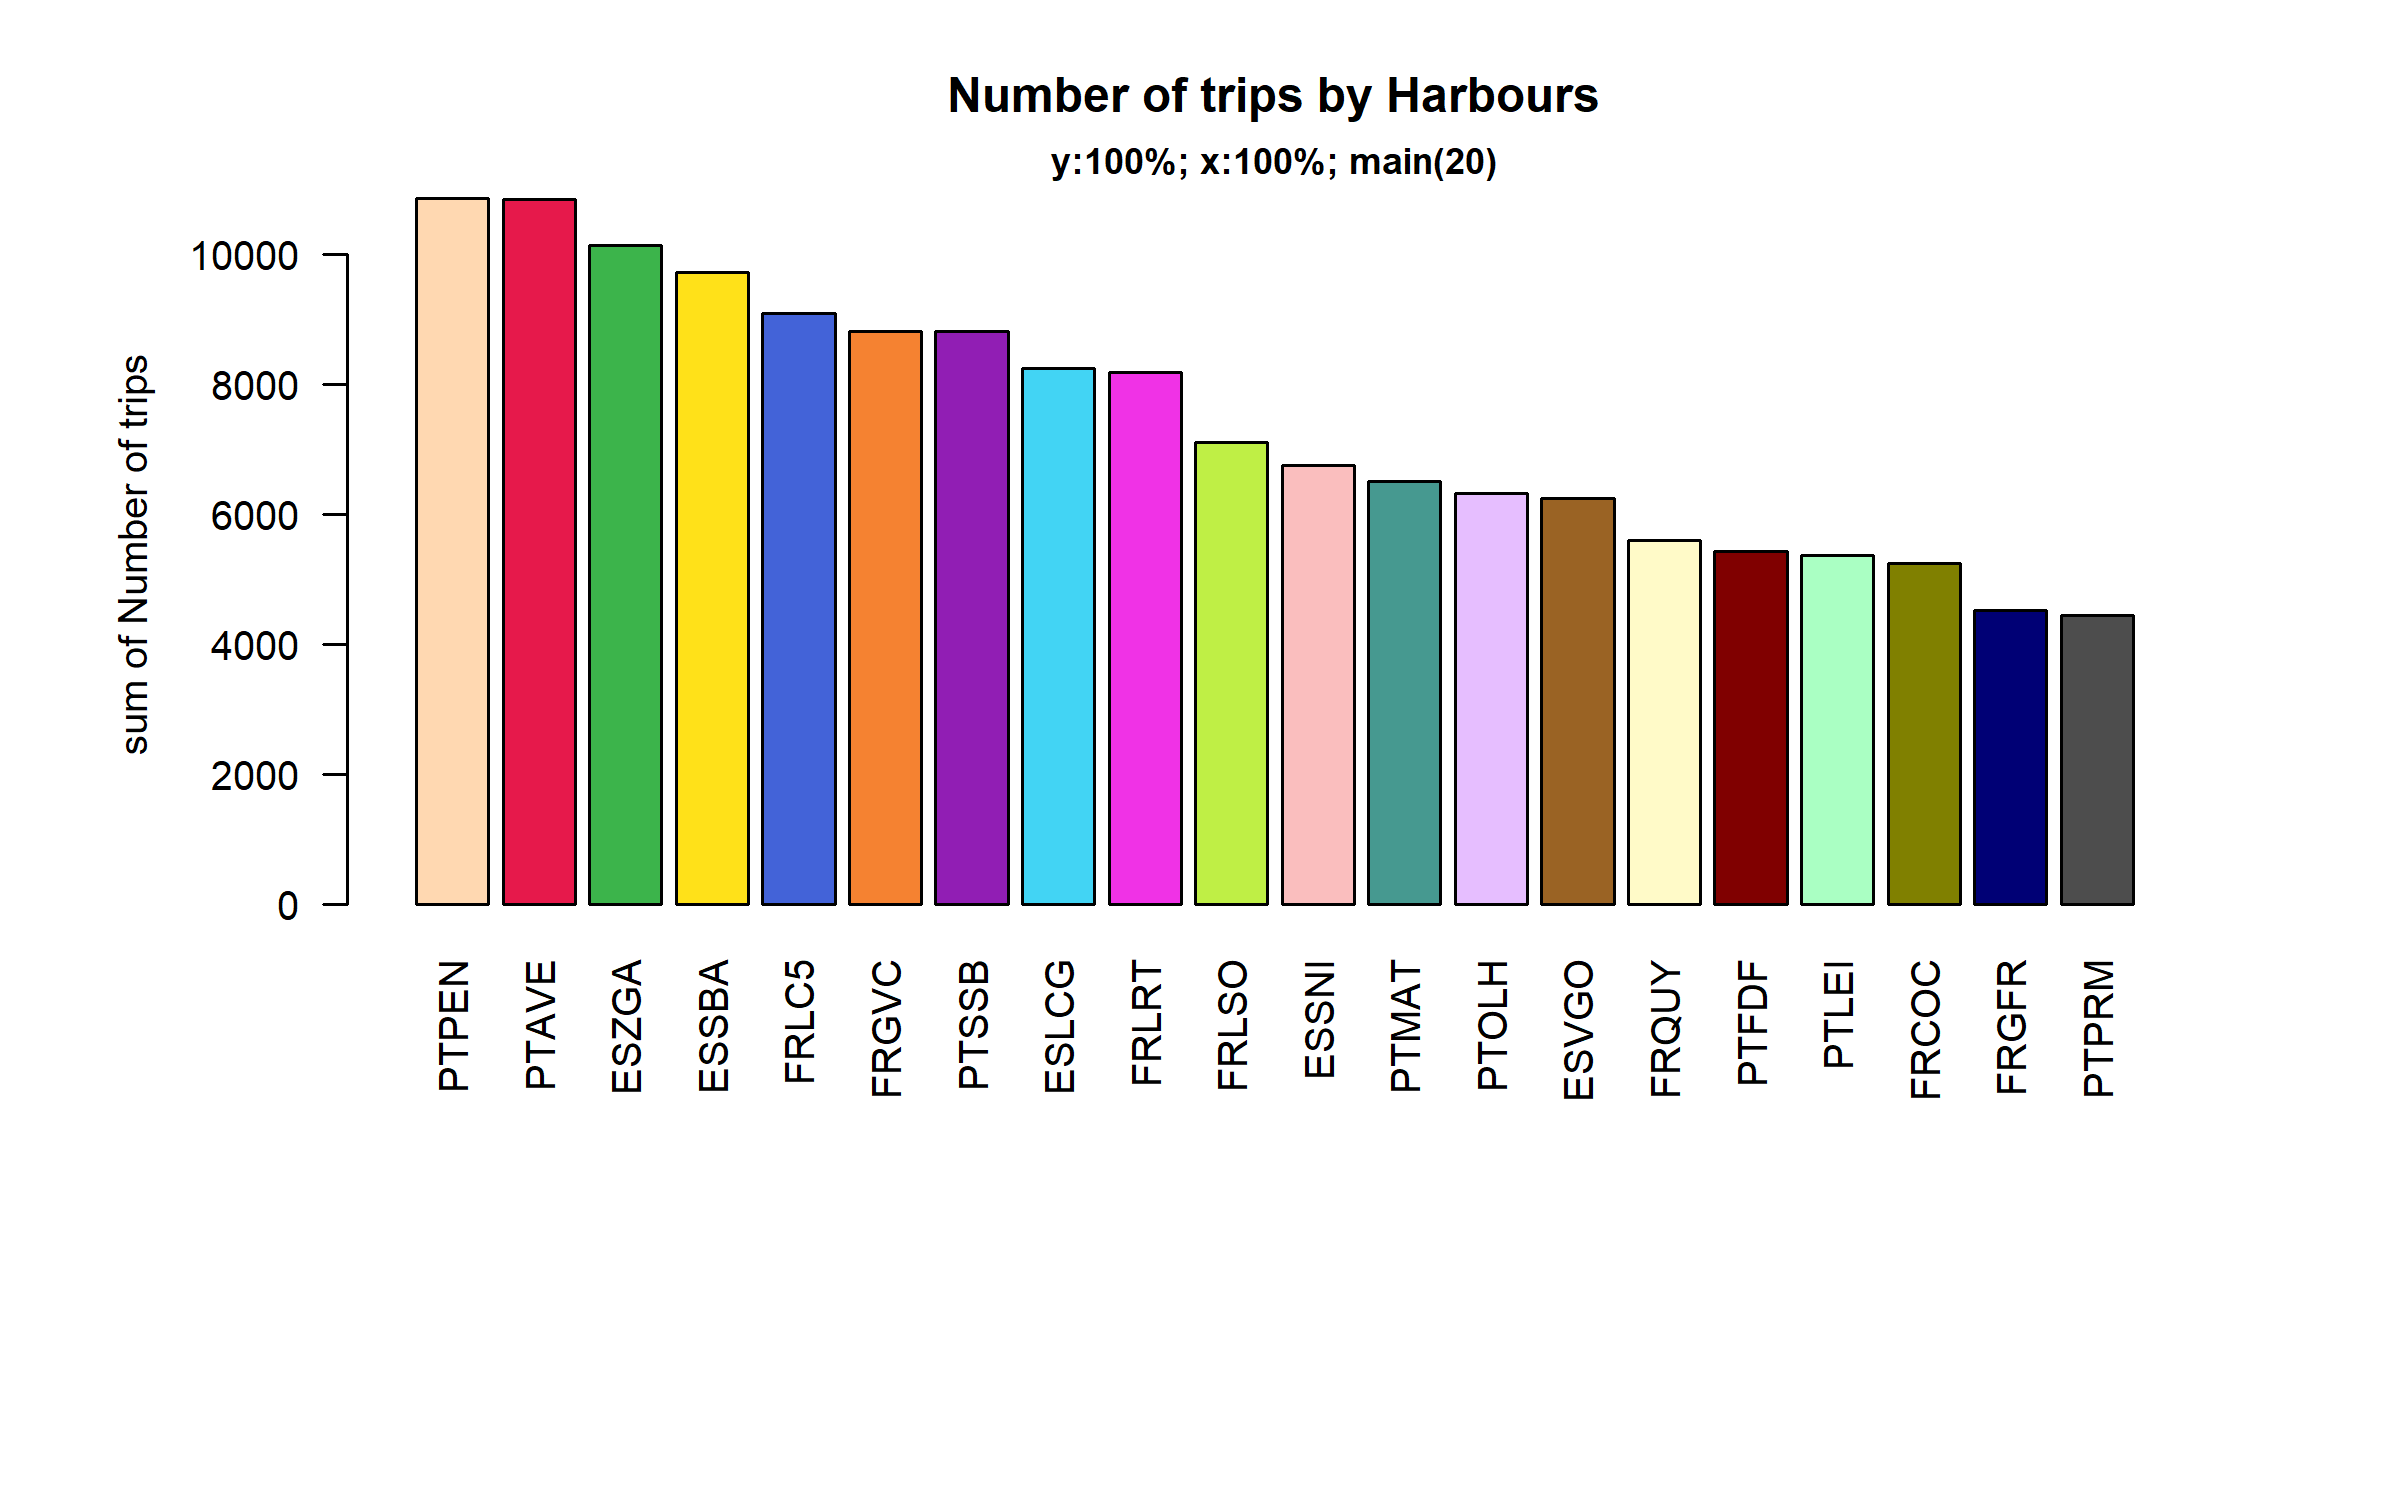 Number of trips by Harbours
y:100%; x:100%; main(20)
sum of Number of trips
10000
8000
6000
4000
2000
0
PTPEN
PTAVE
ESZGA
ESSBA
FRLC5
FRGVC
PTSSB
ESLCG
FRLRT
FRLSO
ESSNI
PTMAT
PTOLH
ESVGO
FRQUY
PTFDF
PTLEI
FRCOC
FRGFR
PTPRM